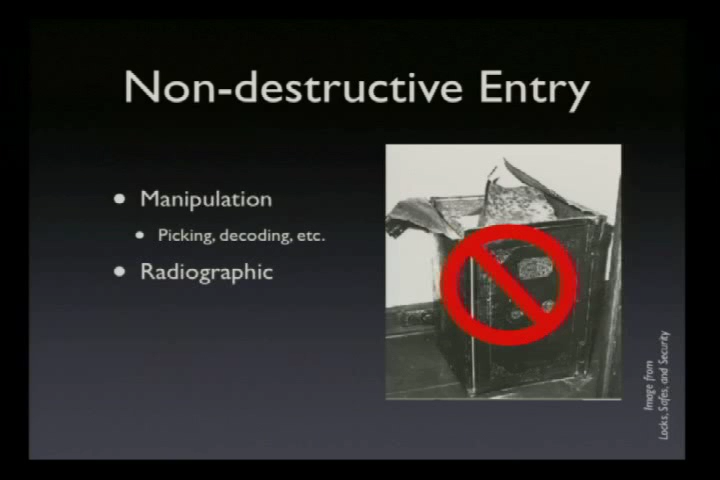 Non-destructive Entry
Manipulation
Picking, decoding, etc.
Radiographic
Image from
Locks, Safes, and Security